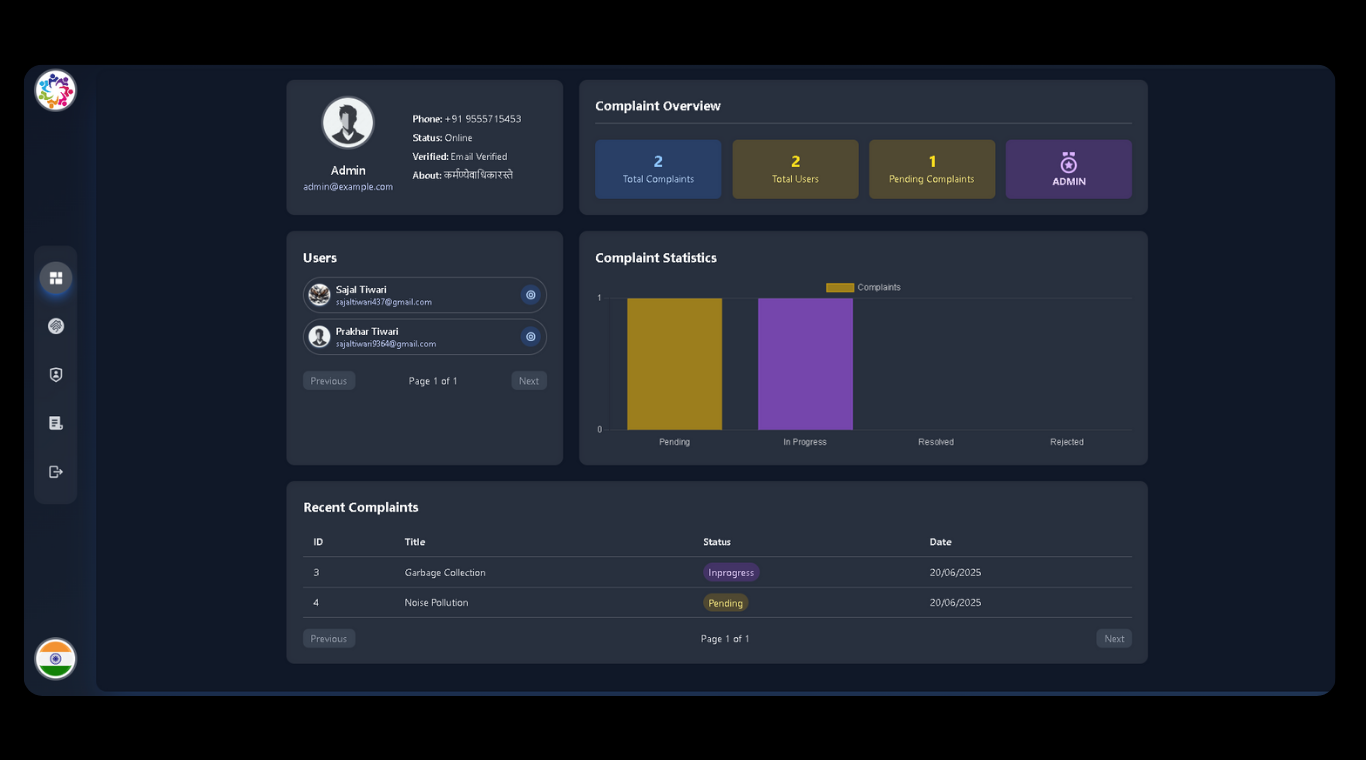 Admin
admin@example.com
Phone: +91 9555715453
Status: Online
Verified: Email Verified
About: कर्मण्येवाधिकारस्ते
Complaint Overview
2
Total Complaints
2
Total Users
1
Pending Complaints
ADMIN
Users
Sajal Tiwari
sajaltiwari437@gmail.com
Prakhar Tiwari
sajaltiwari9364@gmail.com
Previous Page 1 of 1 Next
Complaint Statistics
Complaints
1
0
Pending In Progress Resolved Rejected
Recent Complaints
ID Title Status Date
3 Garbage Collection Inprogress 20/06/2025
4 Noise Pollution Pending 20/06/2025
Previous Page 1 of 1 Next